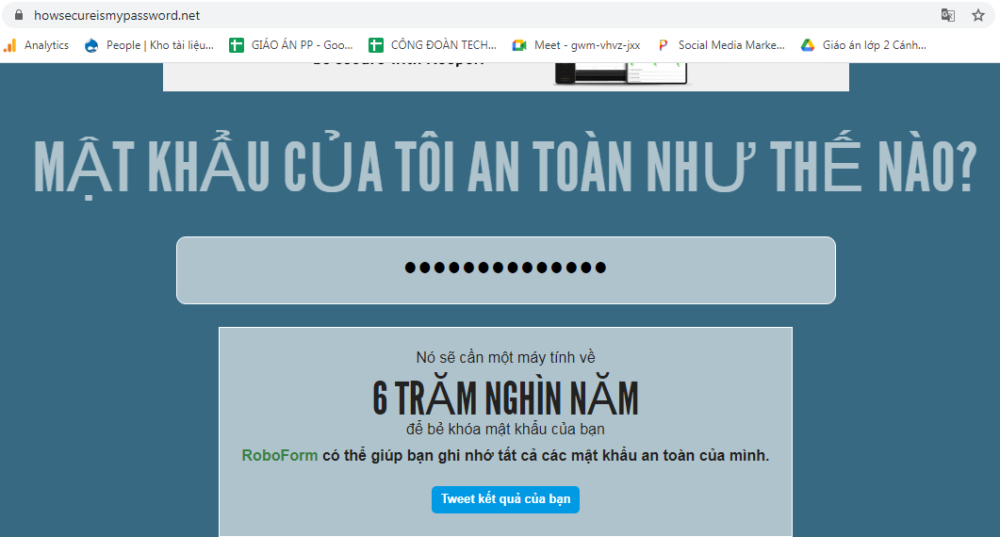 howsecureismypassword.net
Analytics People | Kho tài liệu... GIÁO ÁN PP - Goo... CÔNG ĐOÀN TECH... Meet - gwm-vhvz-jxx Social Media Marke... Giáo án lớp 2 Cánh...
MẬT KHẨU CỦA TÔI AN TOÀN NHƯ THẾ NÀO?
●●●●●●●●●●●●●●
Nó sẽ cần một máy tính về
6 TRĂM NGHÌN NĂM
để bẻ khóa mật khẩu của bạn
RoboForm có thể giúp bạn ghi nhớ tất cả các mật khẩu an toàn của mình.
Tweet kết quả của bạn